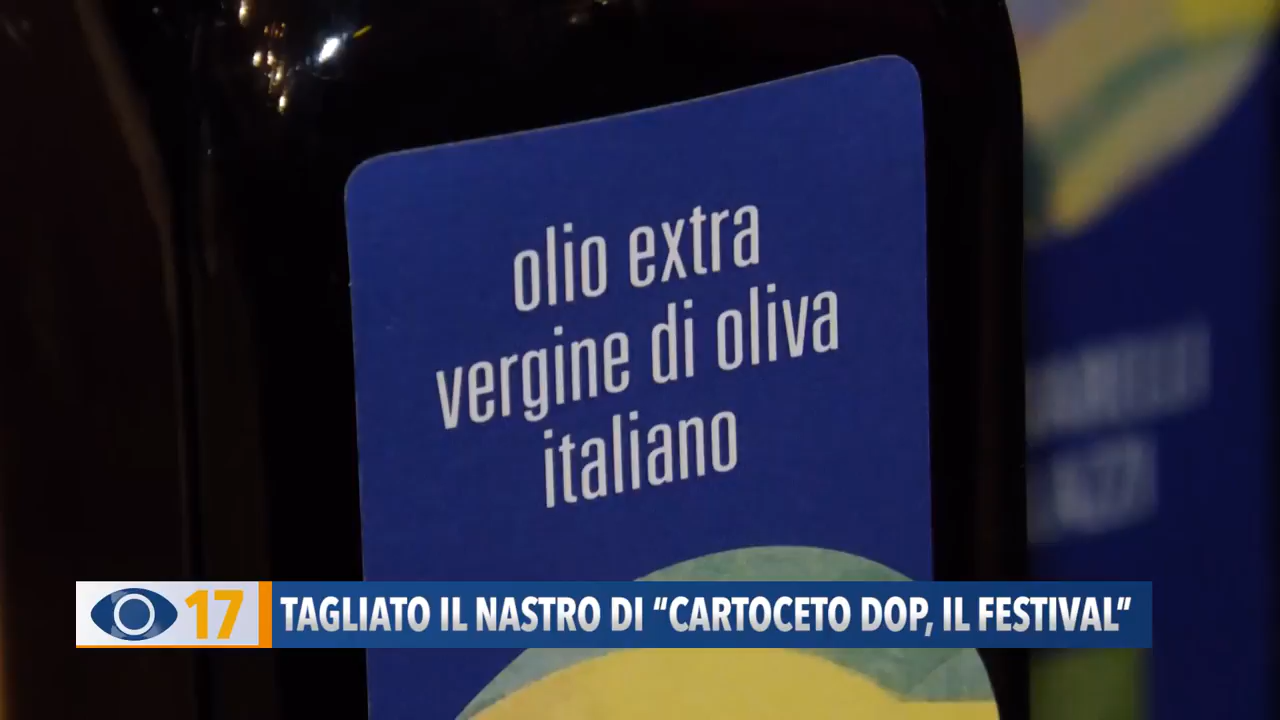 olio extra
vergine di oliva
italiano
17 TAGLIATO IL NASTRO DI “CARTOCETO DOP, IL FESTIVAL”